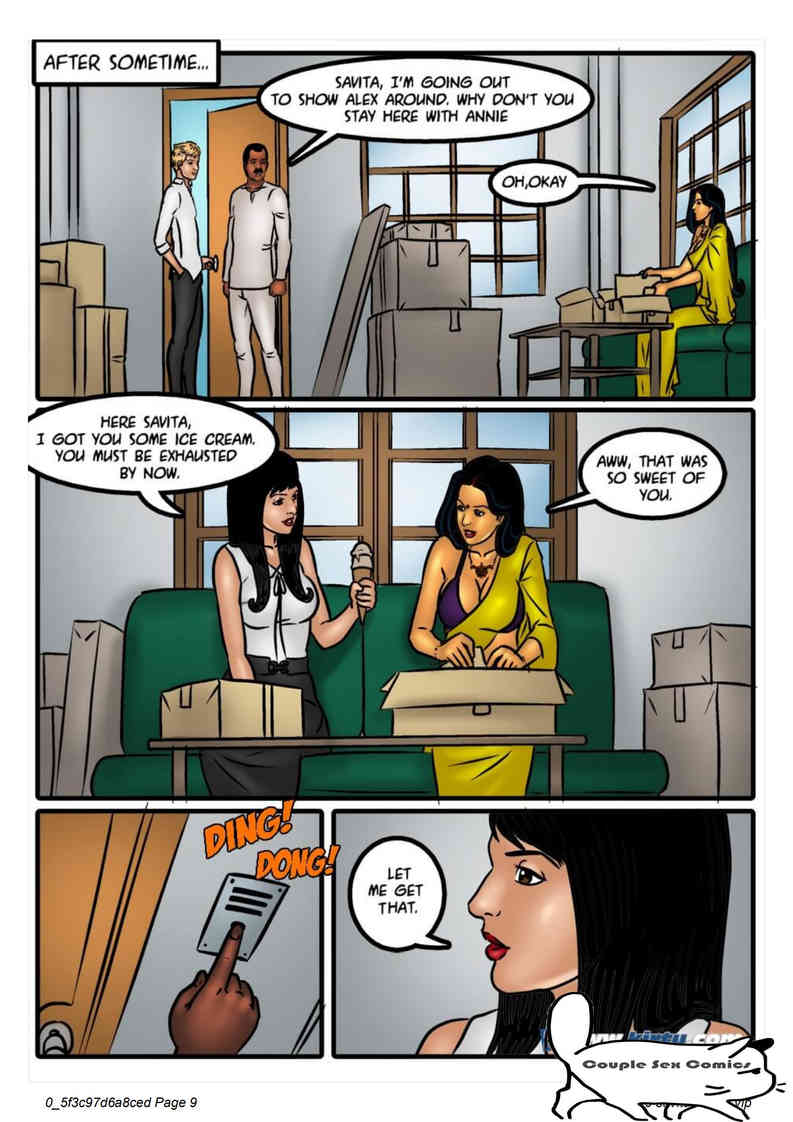 AFTER SOMETIME...
SAVITA, I'M GOING OUT
TO SHOW ALEX AROUND. WHY DON'T YOU
STAY HERE WITH ANNIE
OH,OKAY
HERE SAVITA,
I GOT YOU SOME ICE CREAM.
YOU MUST BE EXHAUSTED
BY NOW.
AWW, THAT WAS
SO SWEET OF
YOU.
DING!
DONG!
LET
ME GET
THAT.
Couple Sex Comics
0_5f3c97d6a8ced Page 9